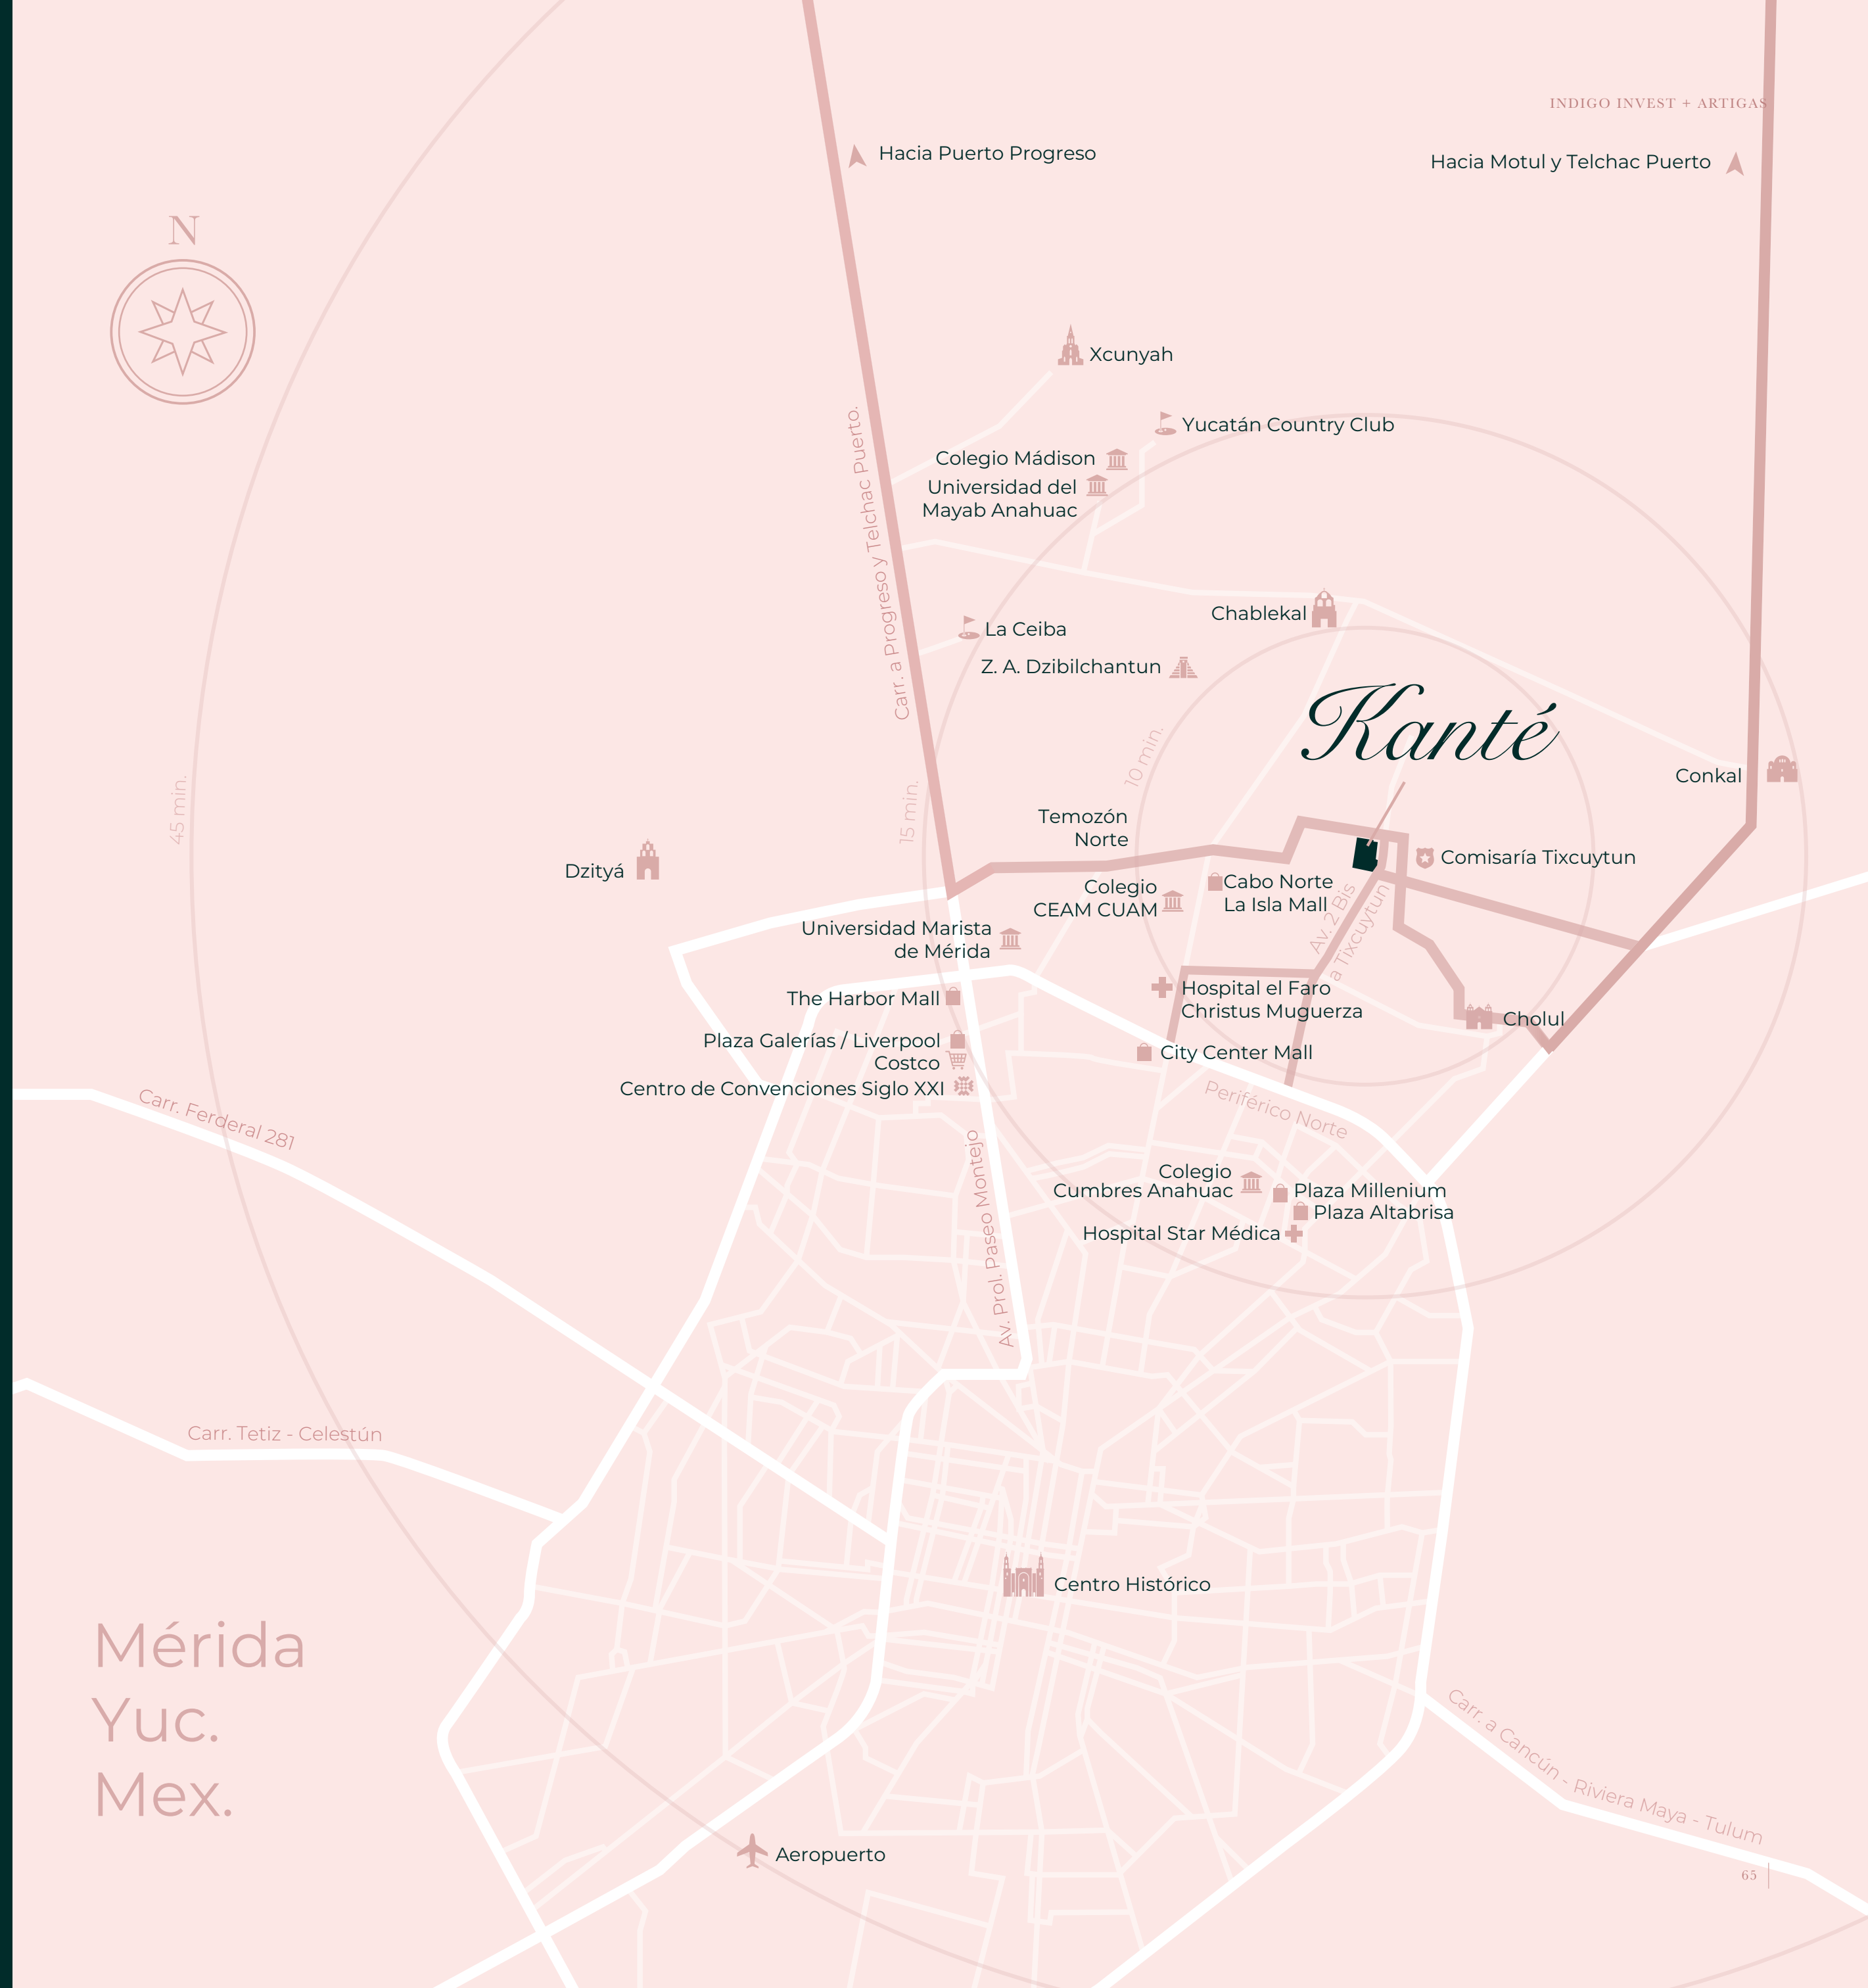 INDIGO INVEST + ARTIGAS
Hacia Puerto Progreso
Hacia Motul y Telchac Puerto
N
Xcunyah
Carr. a Progreso y Telchac Puerto.
Yucatán Country Club
Colegio Mádison
Universidad del
Mayab Anahuac
Chablekal
La Ceiba
Z. A. Dzibilchantun
Kanté
10 min.
15 min.
45 min.
Conkal
Temozón
Norte
Dzityá
Comisaría Tixcuytun
Colegio
CEAM CUAM
Cabo Norte
La Isla Mall
Av. 2 Bis
a Tixcuytun
Universidad Marista
de Mérida
The Harbor Mall
Hospital el Faro
Christus Muguerza
Cholul
Plaza Galerías / Liverpool
Costco
City Center Mall
Centro de Convenciones Siglo XXI
Periférico Norte
Carr. Ferderal 281
Av. Prol. Paseo Montejo
Colegio
Cumbres Anahuac
Plaza Millenium
Plaza Altabrisa
Hospital Star Médica
Carr. Tetiz - Celestún
Centro Histórico
Mérida
Yuc.
Mex.
Carr. a Cancún - Riviera Maya - Tulum
Aeropuerto
65